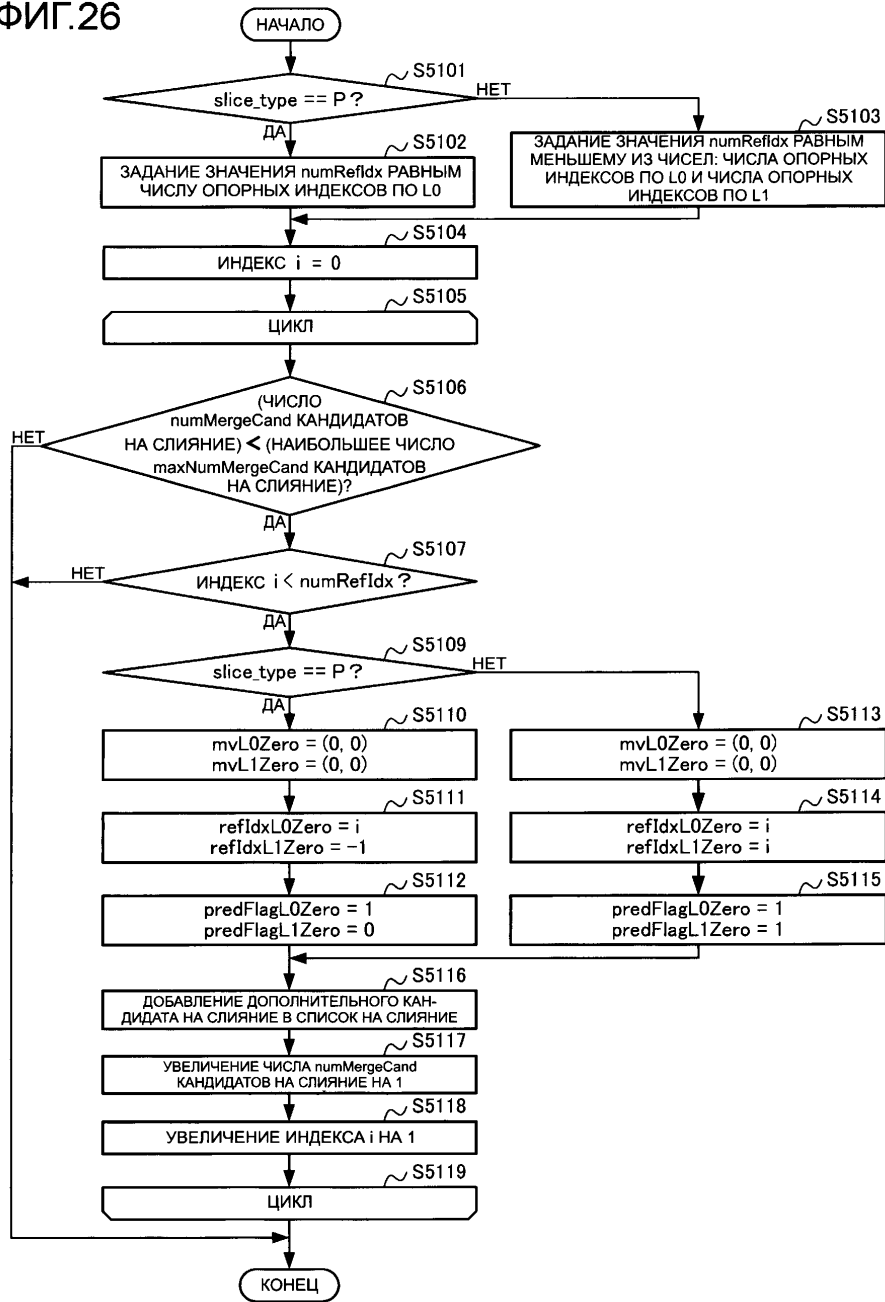 ФИГ.26
НАЧАЛО
S5101
slice_type == P?
НЕТ
ДА
S5102
ЗАДАНИЕ ЗНАЧЕНИЯ numRefIdx РАВНЫМ
ЧИСЛУ ОПОРНЫХ ИНДЕКСОВ ПО L0
S5103
ЗАДАНИЕ ЗНАЧЕНИЯ numRefIdx РАВНЫМ
МЕНЬШЕМУ ИЗ ЧИСЕЛ: ЧИСЛА ОПОРНЫХ
ИНДЕКСОВ ПО L0 И ЧИСЛА ОПОРНЫХ
ИНДЕКСОВ ПО L1
S5104
ИНДЕКС i = 0
S5105
ЦИКЛ
S5106
(ЧИСЛО
numMergeCand КАНДИДАТОВ
НА СЛИЯНИЕ) < (НАИБОЛЬШЕЕ ЧИСЛО
maxNumMergeCand КАНДИДАТОВ
НА СЛИЯНИЕ)?
НЕТ
ДА
S5107
ИНДЕКС i < numRefIdx?
НЕТ
ДА
S5109
slice_type == P?
НЕТ
ДА
S5110
mvL0Zero = (0, 0)
mvL1Zero = (0, 0)
S5113
mvL0Zero = (0, 0)
mvL1Zero = (0, 0)
S5111
refIdxL0Zero = i
refIdxL1Zero = -1
S5114
refIdxL0Zero = i
refIdxL1Zero = i
S5112
predFlagL0Zero = 1
predFlagL1Zero = 0
S5115
predFlagL0Zero = 1
predFlagL1Zero = 1
S5116
ДОБАВЛЕНИЕ ДОПОЛНИТЕЛЬНОГО КАН-
ДИДАТА НА СЛИЯНИЕ В СПИСОК НА СЛИЯНИЕ
S5117
УВЕЛИЧЕНИЕ ЧИСЛА numMergeCand
КАНДИДАТОВ НА СЛИЯНИЕ НА 1
S5118
УВЕЛИЧЕНИЕ ИНДЕКСА i НА 1
S5119
ЦИКЛ
КОНЕЦ